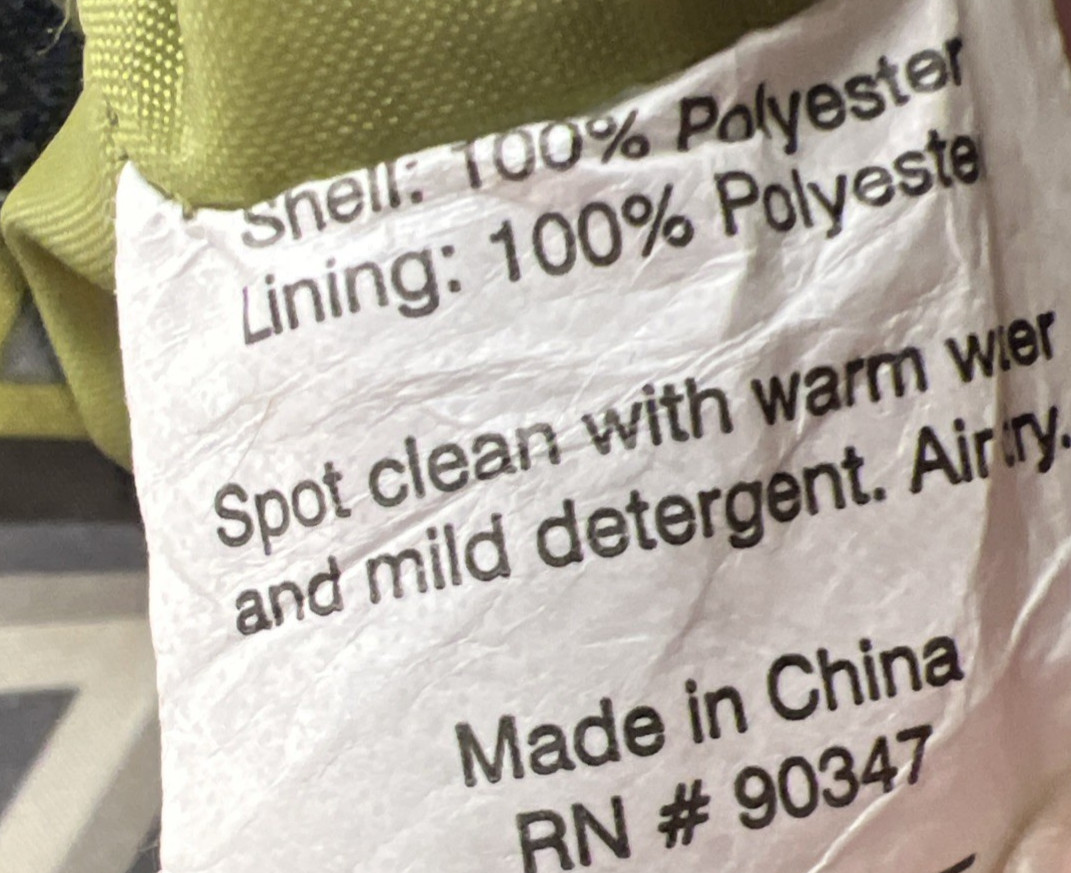 Shell: 100% Polyester
Lining: 100% Polyeste
Spot clean with warm
and mild detergent. Air
Made in China
RN # 90347